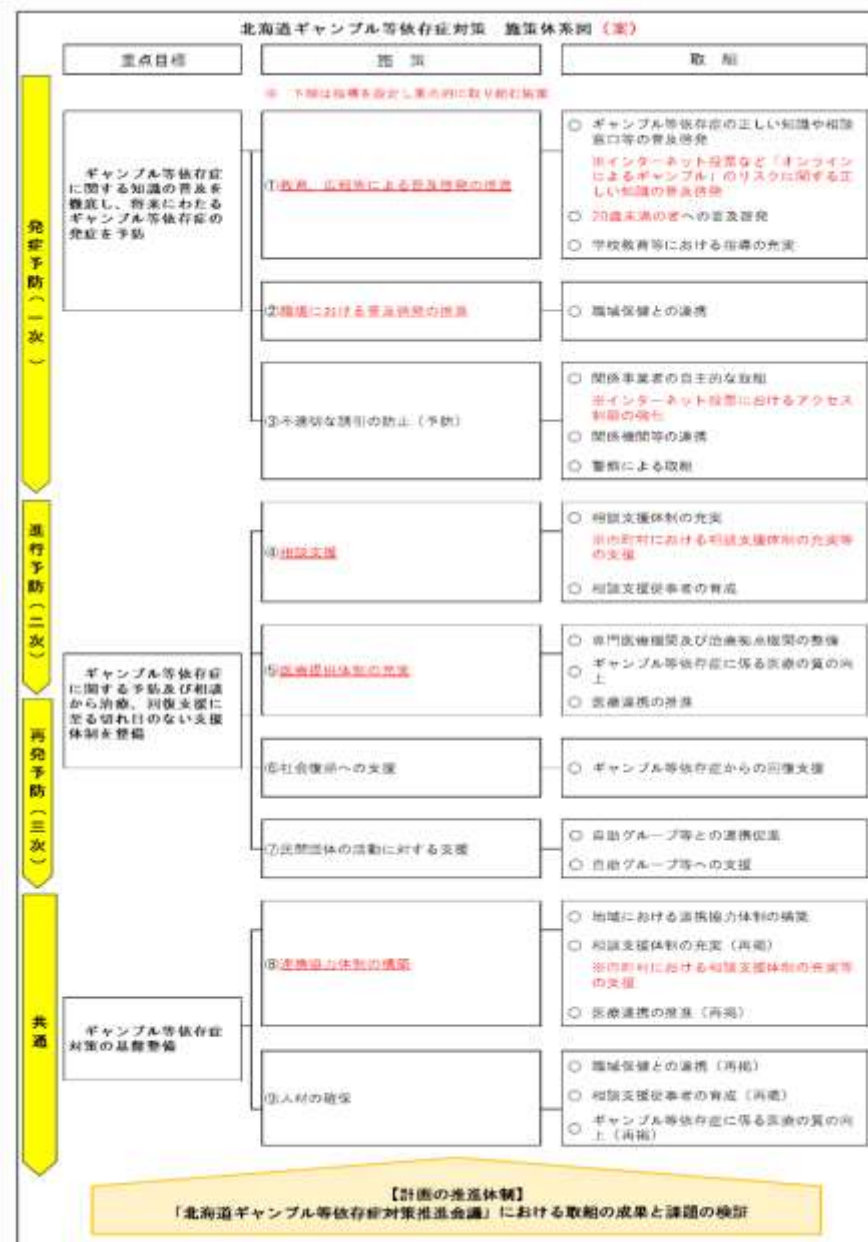 北海道ギャンブル等依存症対策 施策体系図(案)
重点目標
施 策
取 組
※ 下線は指標を設定し重点的に取り組む施策
発症予防(一次)
ギャンブル等依存症
に関する知識の普及を
徹底し、将来にわたる
ギャンブル等依存症の
発症を予防
①教育、広報等による普及啓発の推進
○ ギャンブル等依存症の正しい知識や相談
窓口等の普及啓発
※インターネット投票など「オンライン
によるギャンブル」のリスクに関する正
しい知識の普及啓発
○ 20歳未満の者への普及啓発
○ 学校教育等における指導の充実
②職場における普及啓発の推進
○ 職域保健との連携
③不適切な誘引の防止(予防)
○ 関係事業者の自主的な取組
※インターネット投票におけるアクセス
制限の強化
○ 関係機関等の連携
○ 警察による取組
進行予防(二次)
再発予防(三次)
ギャンブル等依存症
に関する予防及び相談
から治療、回復支援に
至る切れ目のない支援
体制を整備
④相談支援
○ 相談支援体制の充実
※市町村における相談支援体制の充実等
の支援
○ 相談支援従事者の育成
⑤医療提供体制の充実
○ 専門医療機関及び治療拠点機関の整備
○ ギャンブル等依存症に係る医療の質の向
上
○ 医療連携の推進
⑥社会復帰への支援
○ ギャンブル等依存症からの回復支援
⑦民間団体の活動に対する支援
○ 自助グループ等との連携促進
○ 自助グループ等への支援
共通
ギャンブル等依存症
対策の基盤整備
⑧連携協力体制の構築
○ 地域における連携協力体制の構築
○ 相談支援体制の充実(再掲)
※市町村における相談支援体制の充実等
の支援
○ 医療連携の推進(再掲)
⑨人材の確保
○ 職域保健との連携(再掲)
○ 相談支援従事者の育成(再掲)
○ ギャンブル等依存症に係る医療の質の向
上(再掲)
【計画の推進体制】
「北海道ギャンブル等依存症対策推進会議」における取組の成果と課題の検証